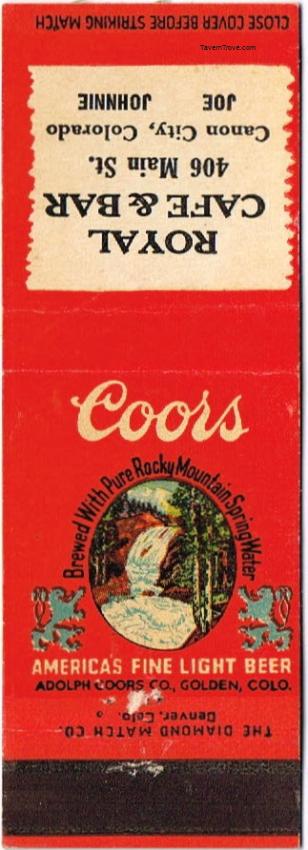 CLOSE COVER BEFORE STRIKING MATCH
TavernTrove.com
ROYAL
CAFE & BAR
406 Main St.
Canon City, Colorado
JOE JOHNNIE
Coors
Brewed With Pure Rocky Mountain Spring Water
AMERICA'S FINE LIGHT BEER
ADOLPH COORS CO., GOLDEN, COLO.
THE DIAMOND MATCH CO.
Denver, Colo.